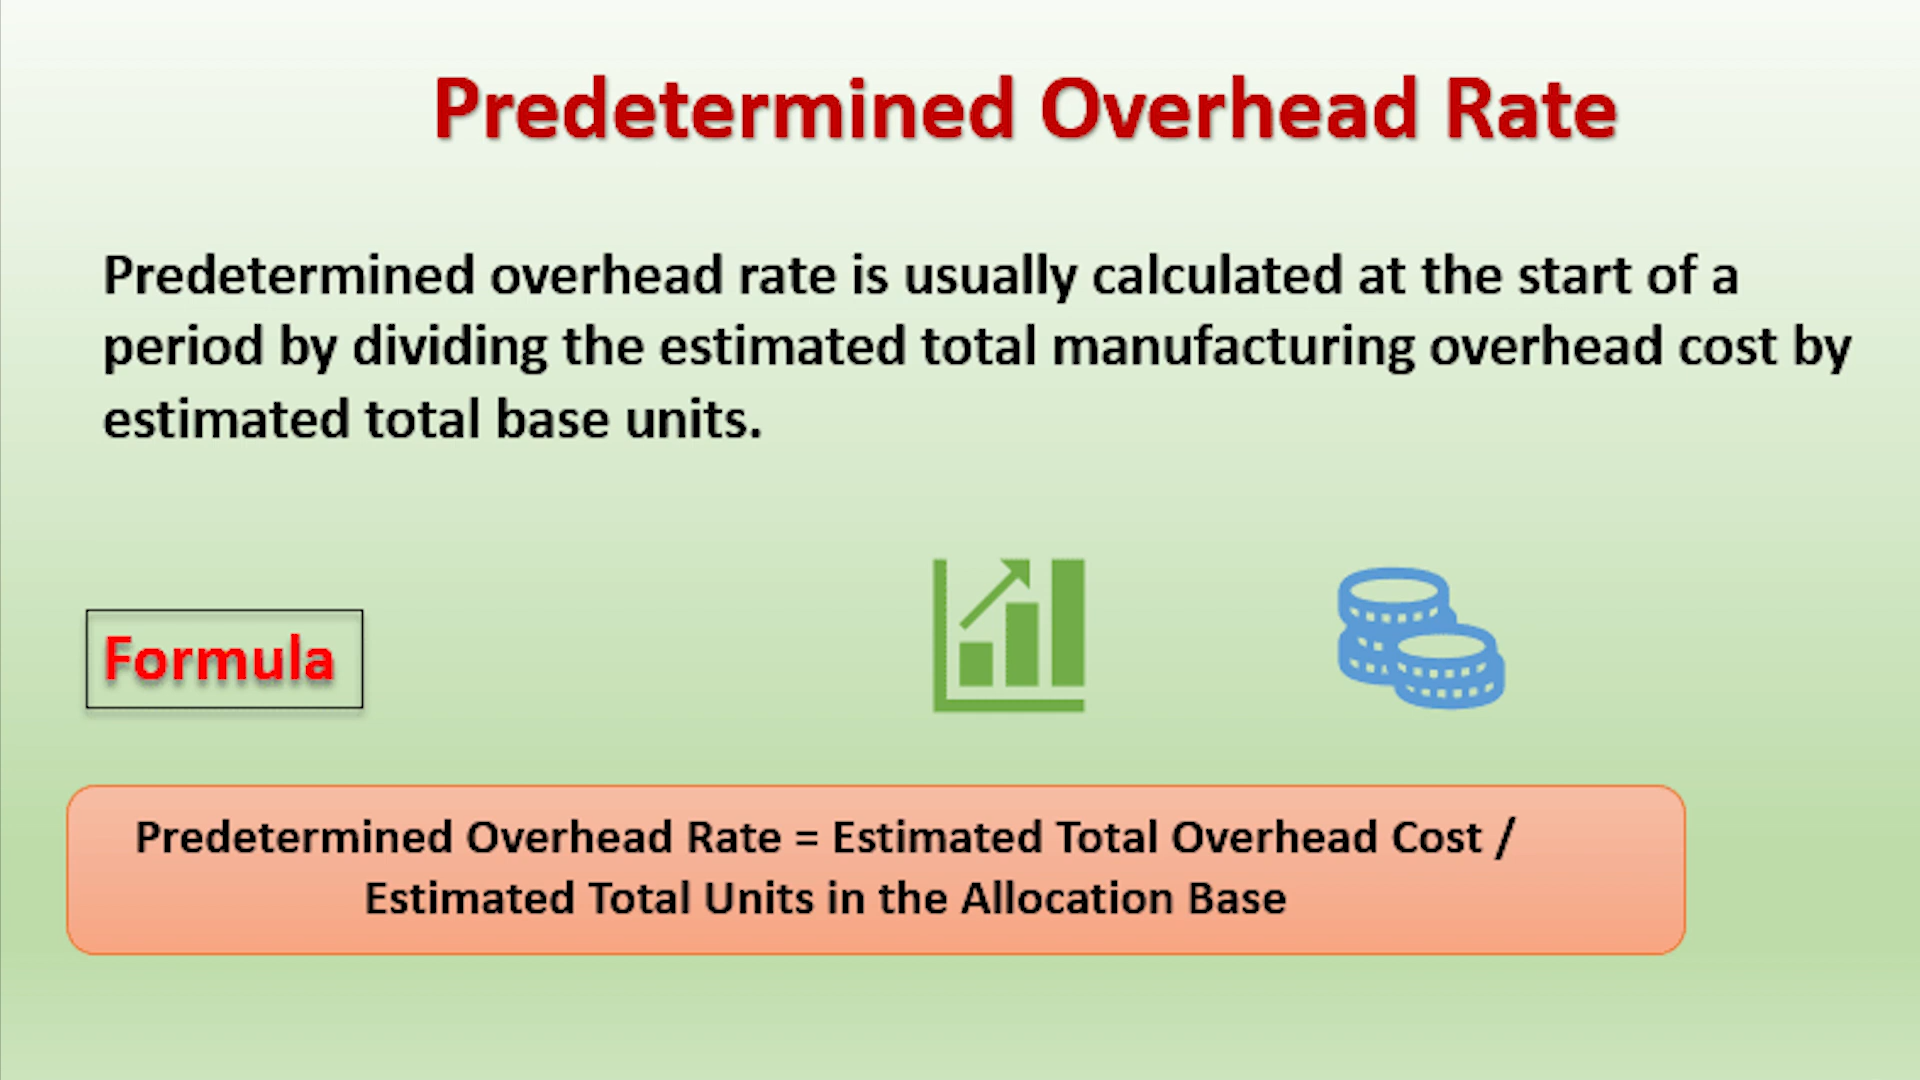 Predetermined Overhead Rate
Predetermined overhead rate is usually calculated at the start of a
period by dividing the estimated total manufacturing overhead cost by
estimated total base units.
Formula
Predetermined Overhead Rate = Estimated Total Overhead Cost /
Estimated Total Units in the Allocation Base